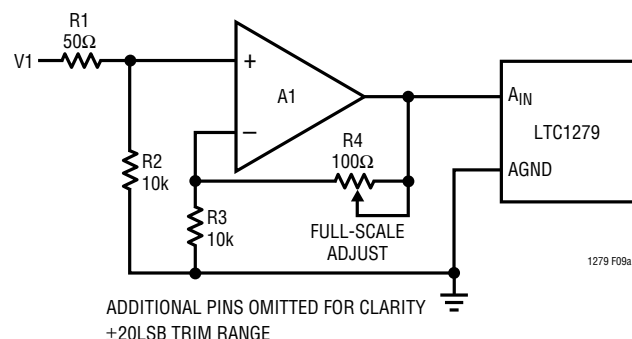 R1
50Ω
V1
+
A1
−
R2
10k
R3
10k
R4
100Ω
FULL-SCALE
ADJUST
AIN
LTC1279
AGND
1279 F09a
ADDITIONAL PINS OMITTED FOR CLARITY
±20LSB TRIM RANGE